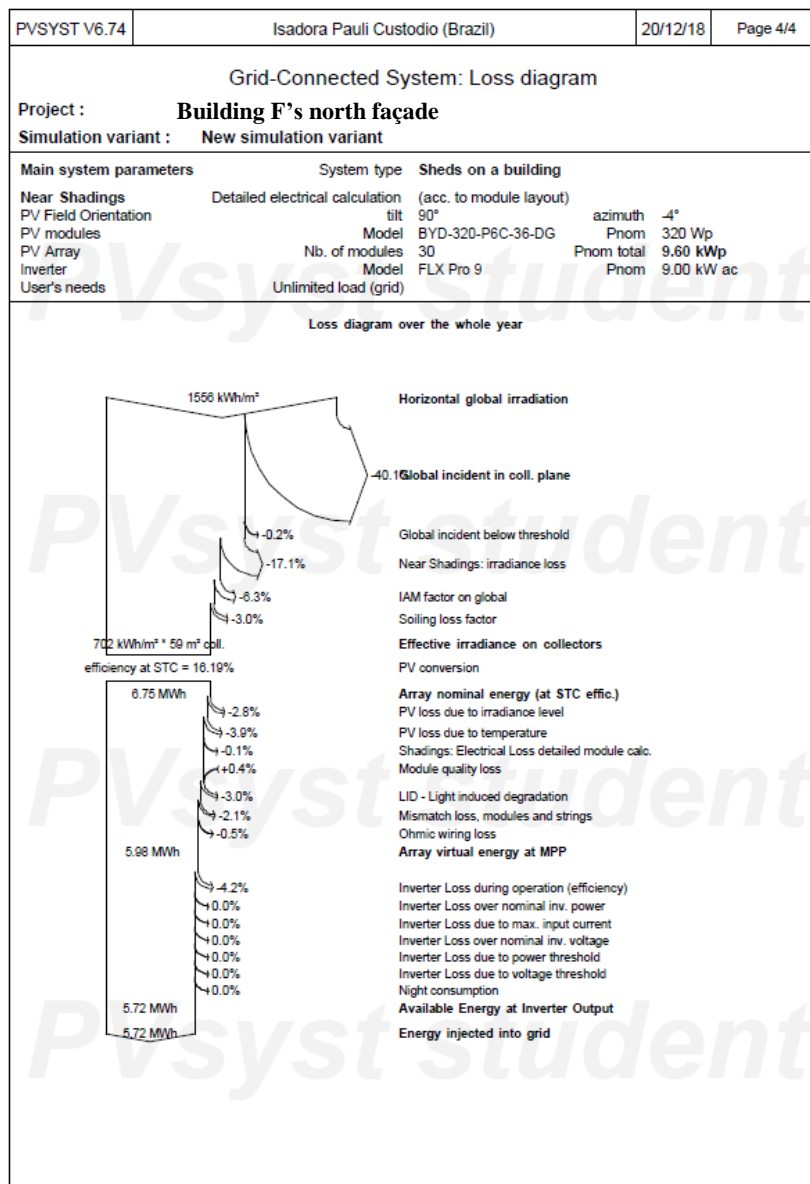 PVSYST V6.74 Isadora Pauli Custodio (Brazil) 20/12/18 Page 4/4
Grid-Connected System: Loss diagram
Project : Building F's north façade
Simulation variant : New simulation variant
Main system parameters System type Sheds on a building
Near Shadings Detailed electrical calculation (acc. to module layout)
PV Field Orientation tilt 90° azimuth -4°
PV modules Model BYD-320-P6C-36-DG Pnom 320 Wp
PV Array Nb. of modules 30 Pnom total 9.60 kWp
Inverter Model FLX Pro 9 Pnom 9.00 kW ac
User's needs Unlimited load (grid)
PVsyst student
Loss diagram over the whole year
1556 kWh/m² Horizontal global irradiation
-40.1% Global incident in coll. plane
PVsyst student
-0.2% Global incident below threshold
-17.1% Near Shadings: irradiance loss
-6.3% IAM factor on global
-3.0% Soiling loss factor
702 kWh/m² * 59 m² coll. Effective irradiance on collectors
efficiency at STC = 16.19% PV conversion
6.75 MWh Array nominal energy (at STC effic.)
-2.8% PV loss due to irradiance level
-3.9% PV loss due to temperature
-0.1% Shadings: Electrical Loss detailed module calc.
+0.4% Module quality loss
PVsyst student
-3.0% LID - Light induced degradation
-2.1% Mismatch loss, modules and strings
-0.5% Ohmic wiring loss
5.98 MWh Array virtual energy at MPP
-4.2% Inverter Loss during operation (efficiency)
0.0% Inverter Loss over nominal inv. power
0.0% Inverter Loss due to max. input current
0.0% Inverter Loss over nominal inv. voltage
0.0% Inverter Loss due to power threshold
0.0% Inverter Loss due to voltage threshold
0.0% Night consumption
5.72 MWh Available Energy at Inverter Output
5.72 MWh Energy injected into grid
PVsyst student